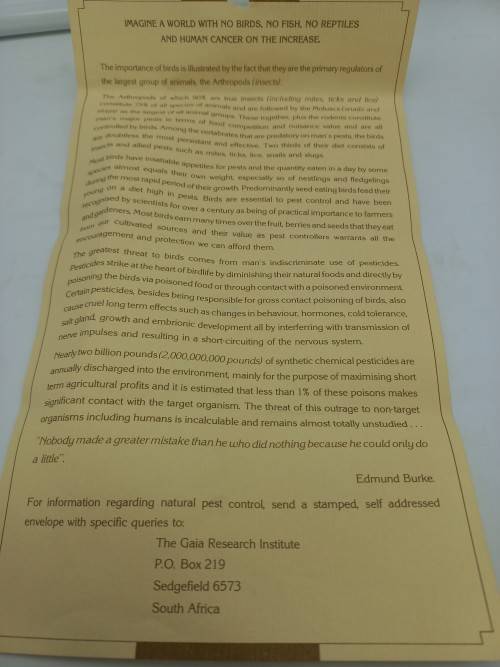 IMAGINE A WORLD WITH NO BIRDS, NO FISH, NO REPTILES
AND HUMAN CANCER ON THE INCREASE.
The importance of birds is illustrated by the fact that they are the primary regulators of
the largest group of animals, the Arthropods (insects).
The Arthropods of which 90% are true insects (including mites, ticks and lice)
constitute 75% of all species of animals and are followed by the Molluscs (snails and
slugs) as the largest of all animal groups. These together, plus the rodents constitute
man's major pests in terms of food competition and nuisance value and are all
controlled by birds. Among the vertabrates that are predatory on man's pests, the birds
are doubtless the most persistent and effective. Two thirds of their diet consists of
insects and allied pests such as mites, ticks, lice, snails and slugs.
Most birds have insatiable appetites for pests and the quantity eaten in a day by some
species almost equals their own weight, especially so of nestlings and fledgelings
during the most rapid period of their growth. Predominantly seed-eating birds feed their
young on a diet high in pests. Birds are essential to pest control and have been
recognised by scientists for over a century as being of practical importance to farmers
and gardeners. Most birds earn many times over the fruit, berries and seeds that they eat
from our cultivated sources and their value as pest controllers warrants all the
encouragement and protection we can afford them.
The greatest threat to birds comes from man's indiscriminate use of pesticides.
Pesticides strike at the heart of birdlife by diminishing their natural foods and directly by
poisoning the birds via poisoned food or through contact with a poisoned environment.
Certain pesticides, besides being responsible for gross contact poisoning of birds, also
cause cruel long term effects such as changes in behaviour, hormones, cold tolerance,
salt gland, growth and embrionic development all by interferring with transmission of
nerve impulses and resulting in a short-circuiting of the nervous system.
Nearly two billion pounds (2,000,000,000 pounds) of synthetic chemical pesticides are
annually discharged into the environment, mainly for the purpose of maximising short
term agricultural profits and it is estimated that less than 1% of these poisons makes
significant contact with the target organism. The threat of this outrage to non-target
organisms including humans is incalculable and remains almost totally unstudied . . .
"Nobody made a greater mistake than he who did nothing because he could only do
a little".
Edmund Burke.
For information regarding natural pest control, send a stamped, self addressed
envelope with specific queries to:
The Gaia Research Institute
P.O. Box 219
Sedgefield 6573
South Africa